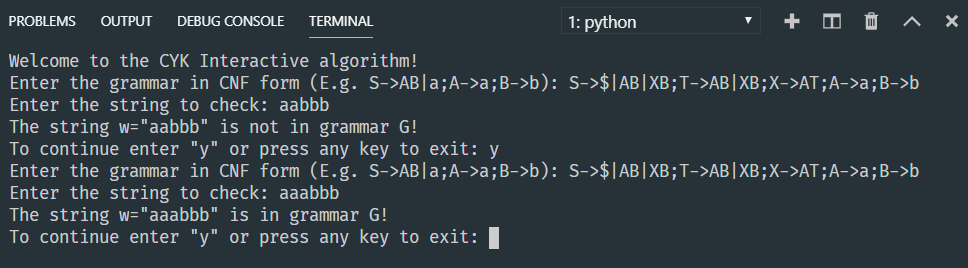 PROBLEMS OUTPUT DEBUG CONSOLE TERMINAL 1: python
Welcome to the CYK Interactive algorithm!
Enter the grammar in CNF form (E.g. S->AB|a;A->a;B->b): S->$|AB|XB;T->AB|XB;X->AT;A->a;B->b
Enter the string to check: aabbb
The string w="aabbb" is not in grammar G!
To continue enter "y" or press any key to exit: y
Enter the grammar in CNF form (E.g. S->AB|a;A->a;B->b): S->$|AB|XB;T->AB|XB;X->AT;A->a;B->b
Enter the string to check: aaabbb
The string w="aaabbb" is in grammar G!
To continue enter "y" or press any key to exit: